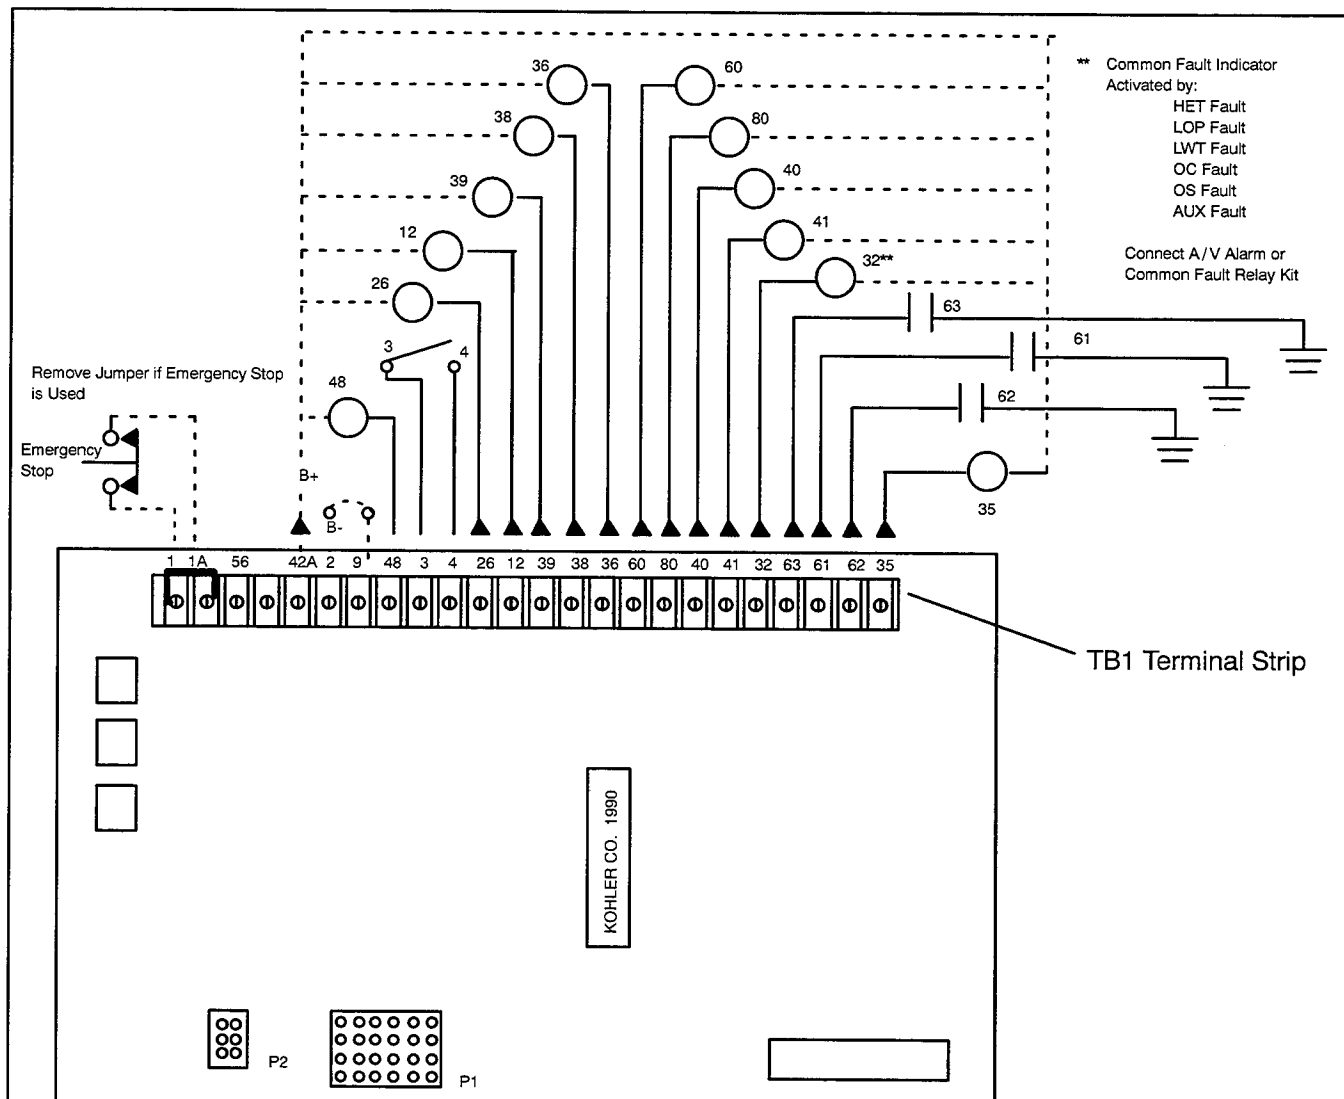 36
60
** Common Fault Indicator
Activated by:
HET Fault
LOP Fault
LWT Fault
OC Fault
OS Fault
AUX Fault
38
80
39
40
12
41
Connect A/V Alarm or
Common Fault Relay Kit
26
32**
63
3
4
61
Remove Jumper if Emergency Stop
is Used
48
62
Emergency
Stop
B+
B-
35
1 1A 56 42A 2 9 48 3 4 26 12 39 38 36 60 80 40 41 32 63 61 62 35
TB1 Terminal Strip
KOHLER CO. 1990
P2
P1